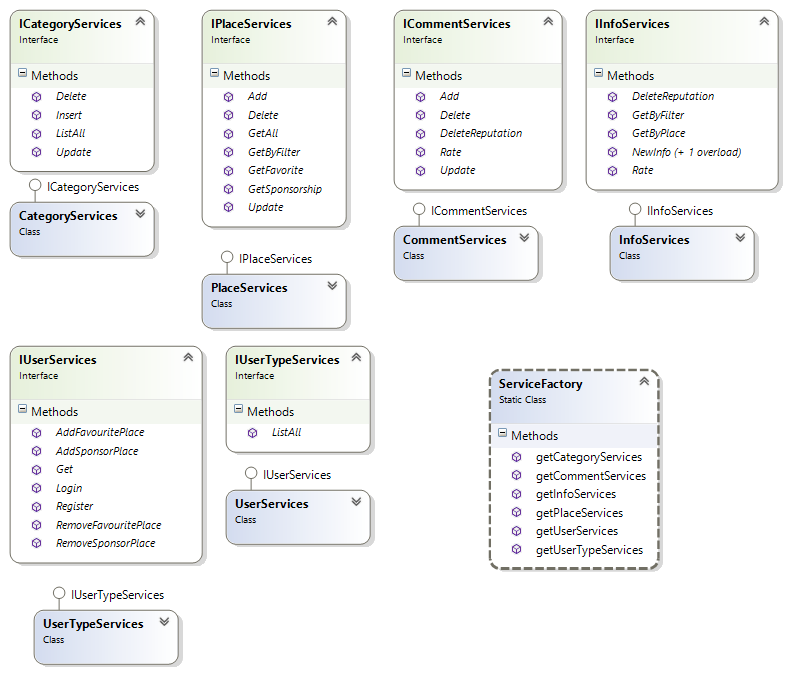 ICategoryServices
Interface
Methods
Delete
Insert
ListAll
Update
ICategoryServices
CategoryServices
Class
IPlaceServices
Interface
Methods
Add
Delete
GetAll
GetByFilter
GetFavorite
GetSponsorship
Update
IPlaceServices
PlaceServices
Class
ICommentServices
Interface
Methods
Add
Delete
DeleteReputation
Rate
Update
ICommentServices
CommentServices
Class
IInfoServices
Interface
Methods
DeleteReputation
GetByFilter
GetByPlace
NewInfo (+ 1 overload)
Rate
IInfoServices
InfoServices
Class
IUserServices
Interface
Methods
AddFavouritePlace
AddSponsorPlace
Get
Login
Register
RemoveFavouritePlace
RemoveSponsorPlace
IUserTypeServices
UserTypeServices
Class
IUserTypeServices
Interface
Methods
ListAll
IUserServices
UserServices
Class
ServiceFactory
Static Class
Methods
getCategoryServices
getCommentServices
getInfoServices
getPlaceServices
getUserServices
getUserTypeServices